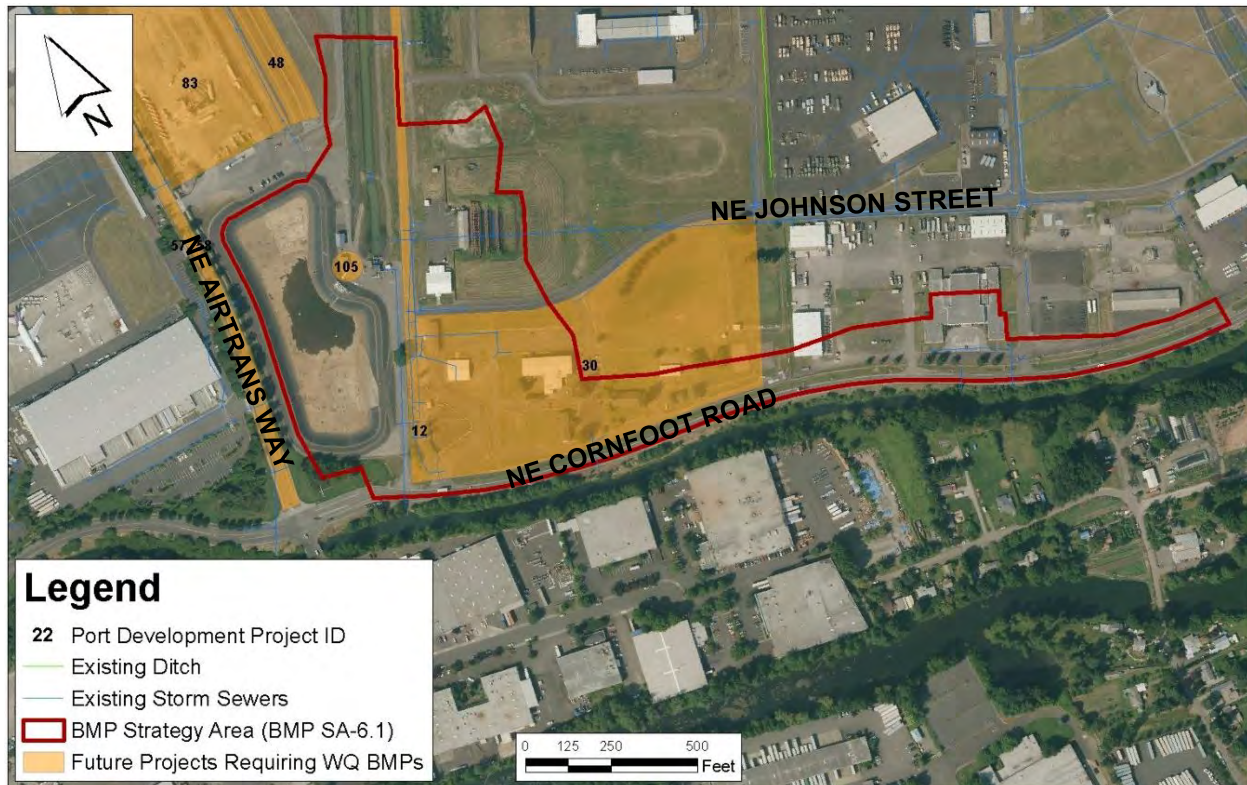 48
83
NE JOHNSON STREET
57
58
105
NE AIRTRANS WAY
30
12
NE CORNFOOT ROAD
N
Legend
22 Port Development Project ID
Existing Ditch
Existing Storm Sewers
BMP Strategy Area (BMP SA-6.1)
Future Projects Requiring WQ BMPs
0 125 250 500
Feet